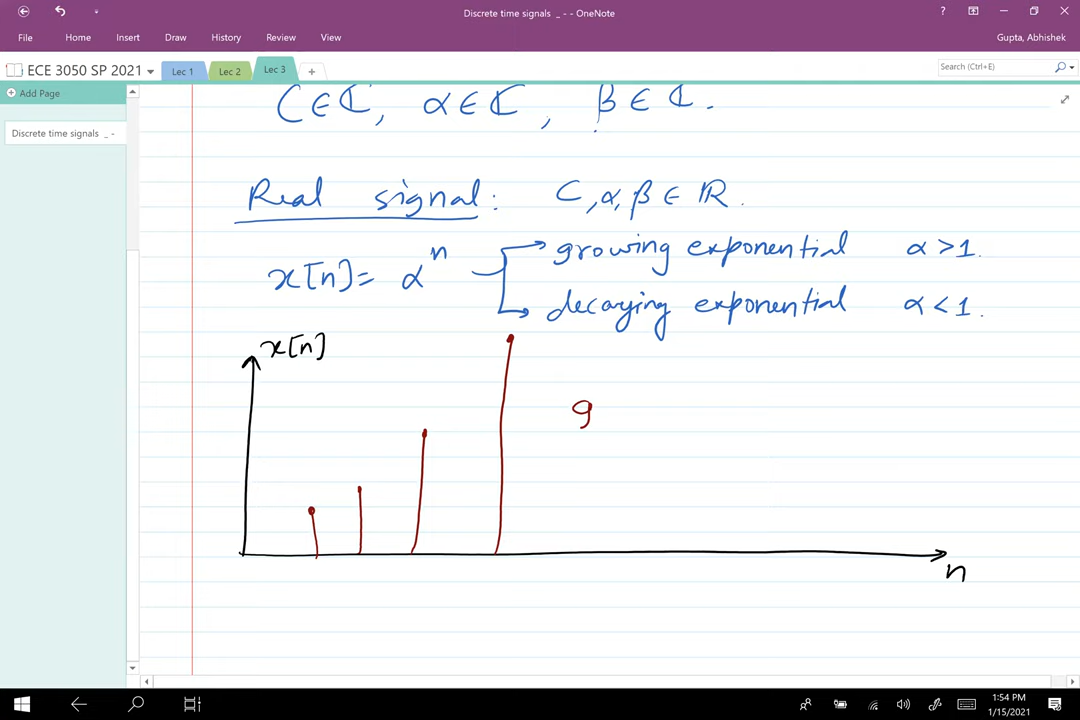 Discrete time signals _ - - OneNote
?
File Home Insert Draw History Review View
Gupta, Abhishek
ECE 3050 SP 2021 Lec 1 Lec 2 Lec 3 +
Search (Ctrl+E)
Add Page
Discrete time signals _ -
C ∈ ℂ, α ∈ ℂ, β ∈ ℂ.
Real signal: C, α, β ∈ ℝ.
growing exponential α > 1.
x[n] = α^n
decaying exponential α < 1.
x[n]
g
n
1:54 PM
1/15/2021